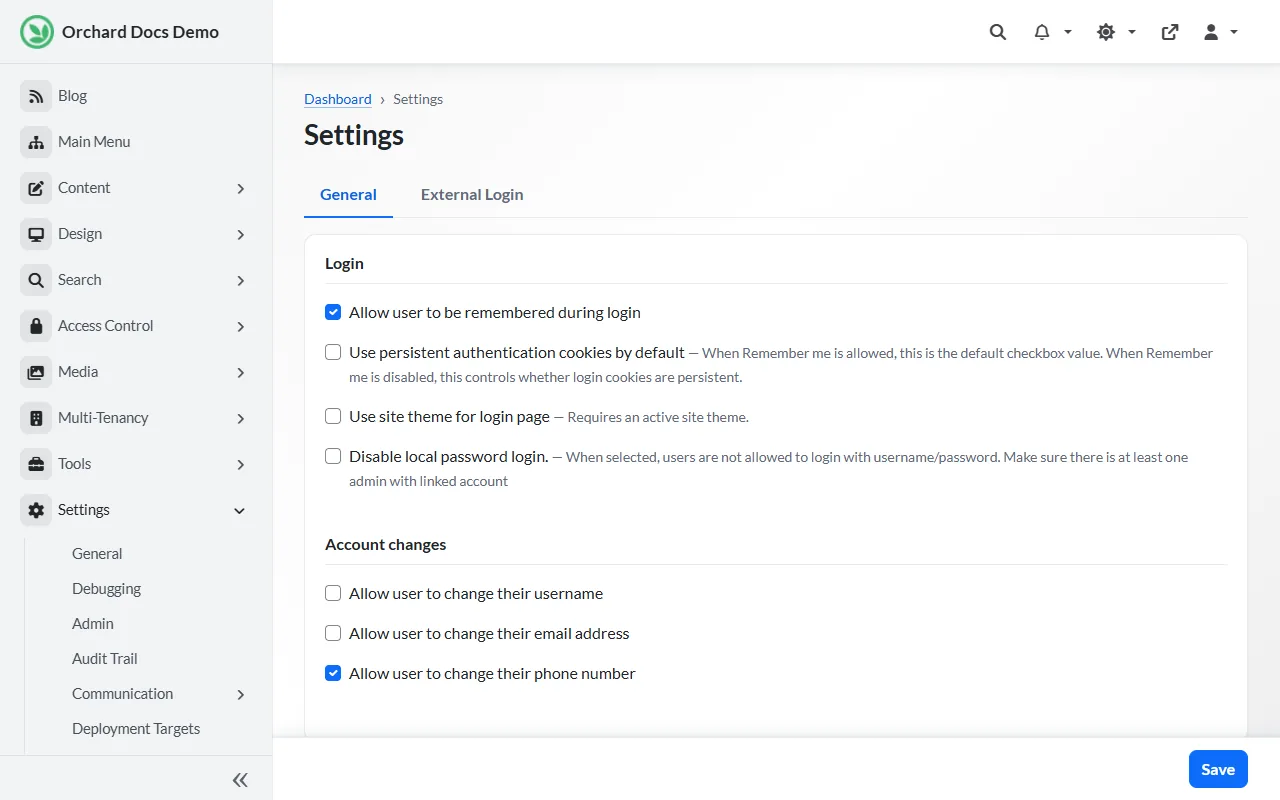 Orchard Docs Demo
Blog
Main Menu
Content
Design
Search
Access Control
Media
Multi-Tenancy
Tools
Settings
General
Debugging
Admin
Audit Trail
Communication
Deployment Targets
Dashboard › Settings
Settings
General External Login
Login
Allow user to be remembered during login
Use persistent authentication cookies by default — When Remember me is allowed, this is the default checkbox value. When Remember
me is disabled, this controls whether login cookies are persistent.
Use site theme for login page — Requires an active site theme.
Disable local password login. — When selected, users are not allowed to login with username/password. Make sure there is at least one
admin with linked account
Account changes
Allow user to change their username
Allow user to change their email address
Allow user to change their phone number
Save